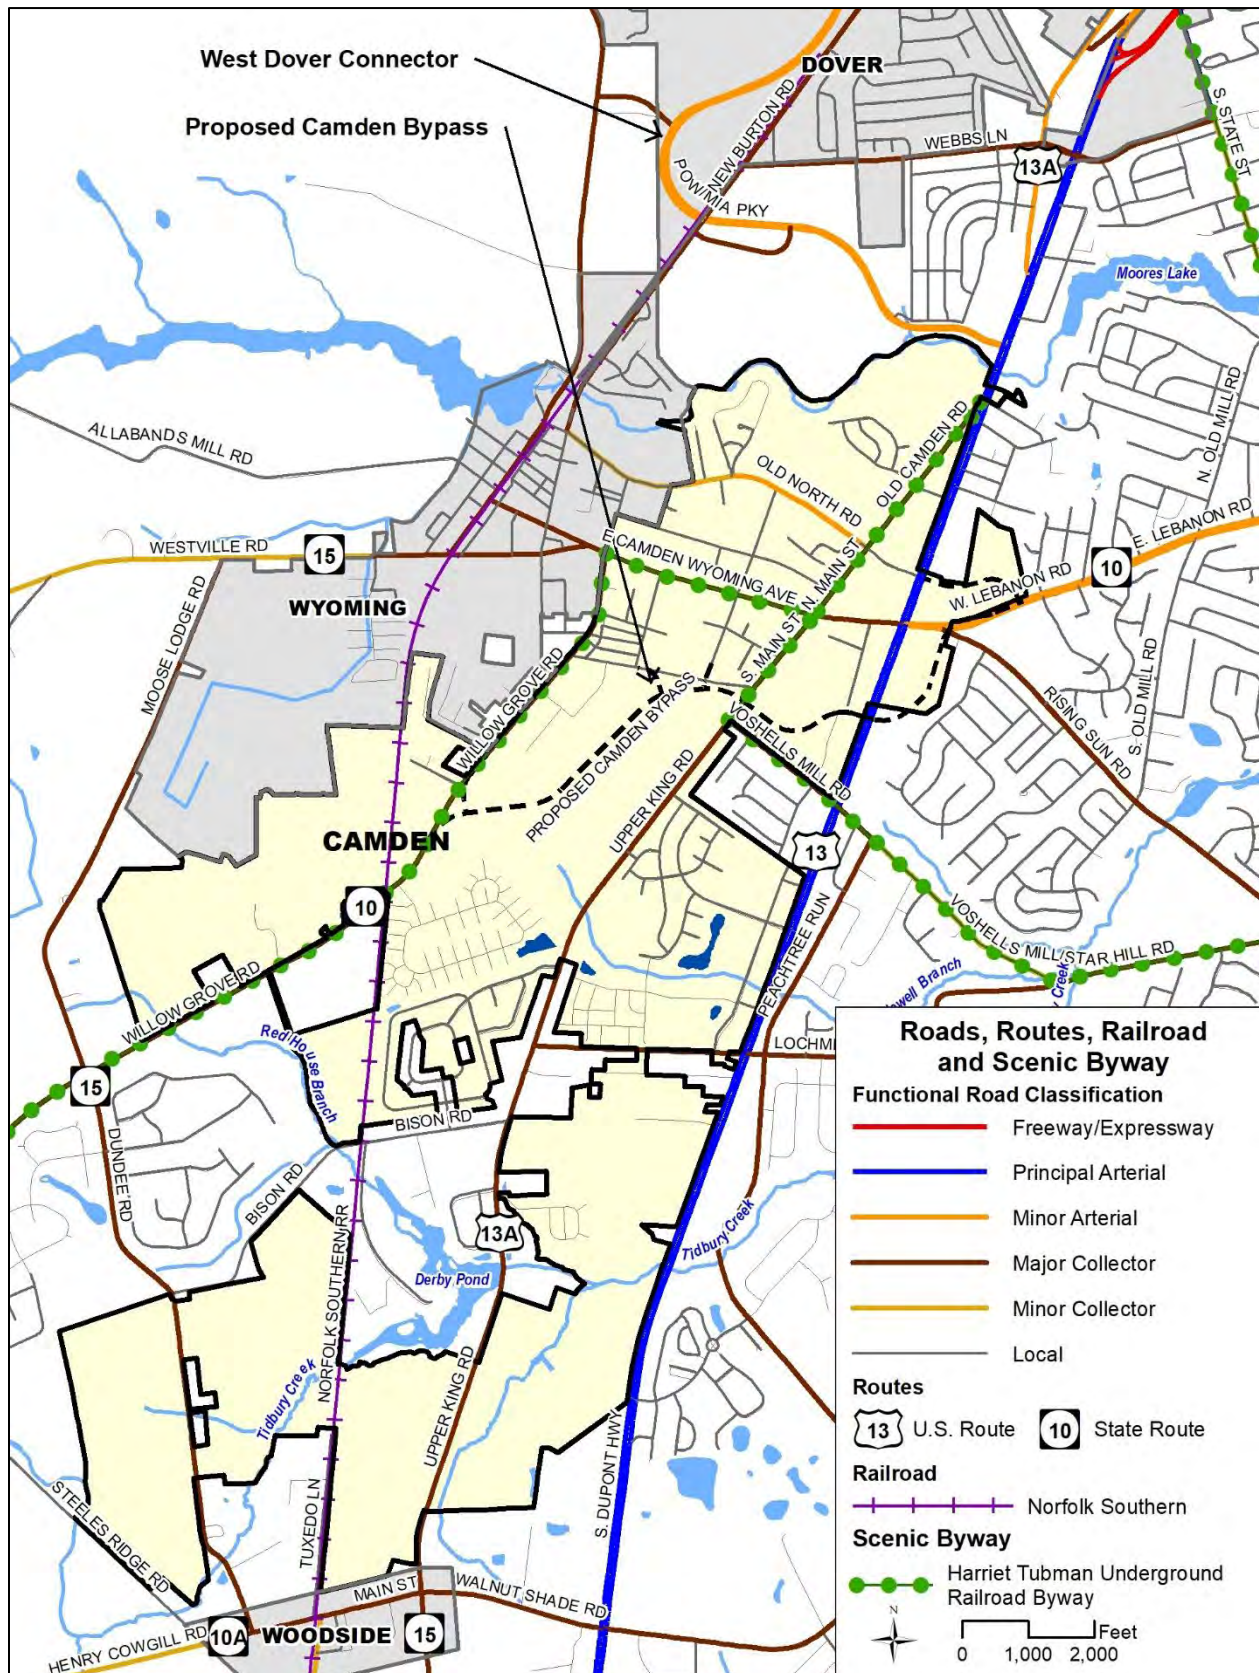 West Dover Connector
DOVER
Proposed Camden Bypass
NEW BURTON RD
S. STATE ST
WEBBS LN
13A
POW/MIA PKY
Moores Lake
N. OLD MILL RD
ALLABANDS MILL RD
OLD CAMDEN RD
OLD NORTH RD
E. LEBANON RD
WESTVILLE RD
15
E CAMDEN WYOMING AVE
N. MAIN ST
10
W. LEBANON RD
WYOMING
MOOSE LODGE RD
S. MAIN ST
WILLOW GROVE RD
S. OLD MILL RD
RISING SUN RD
VOSHELLS MILL RD
PROPOSED CAMDEN BYPASS
UPPER KING RD
CAMDEN
13
10
PEACHTREE RUN
VOSHELLS MILL/STAR HILL RD
WILLOW GROVE RD
Red House Branch
LOCHM
15
BISON RD
DUNDEE RD
BISON RD
13A
Tidbury Creek
Derby Pond
NORFOLK SOUTHERN RR
Tidbury Creek
UPPER KING RD
S. DUPONT HWY
STEELES RIDGE RD
TUXEDO LN
MAIN ST
WALNUT SHADE RD
HENRY COWGILL RD
10A
WOODSIDE
15
Roads, Routes, Railroad
and Scenic Byway
Functional Road Classification
Freeway/Expressway
Principal Arterial
Minor Arterial
Major Collector
Minor Collector
Local
Routes
13 U.S. Route 10 State Route
Railroad
Norfolk Southern
Scenic Byway
Harriet Tubman Underground
Railroad Byway
N
Feet
0 1,000 2,000